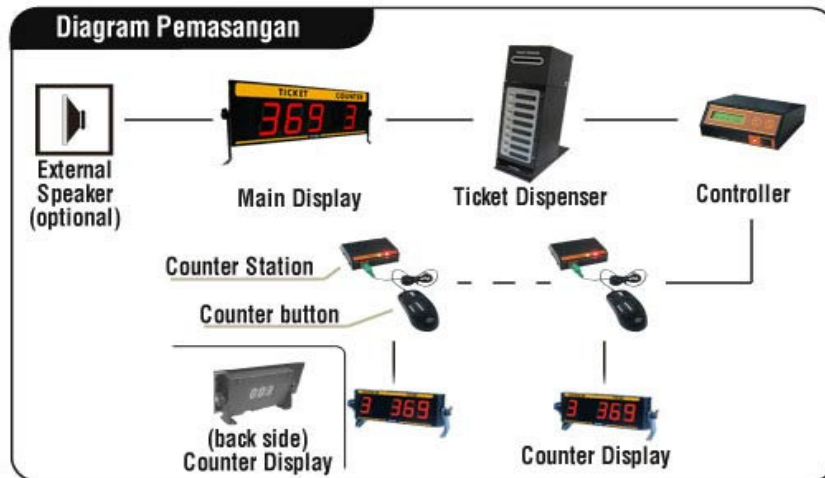 Diagram Pemasangan
TICKET COUNTER
369 3
External
Speaker
(optional)
Main Display
Ticket Dispenser
Controller
Counter Station
Counter button
003
(back side)
Counter Display
3 369
3 369
Counter Display